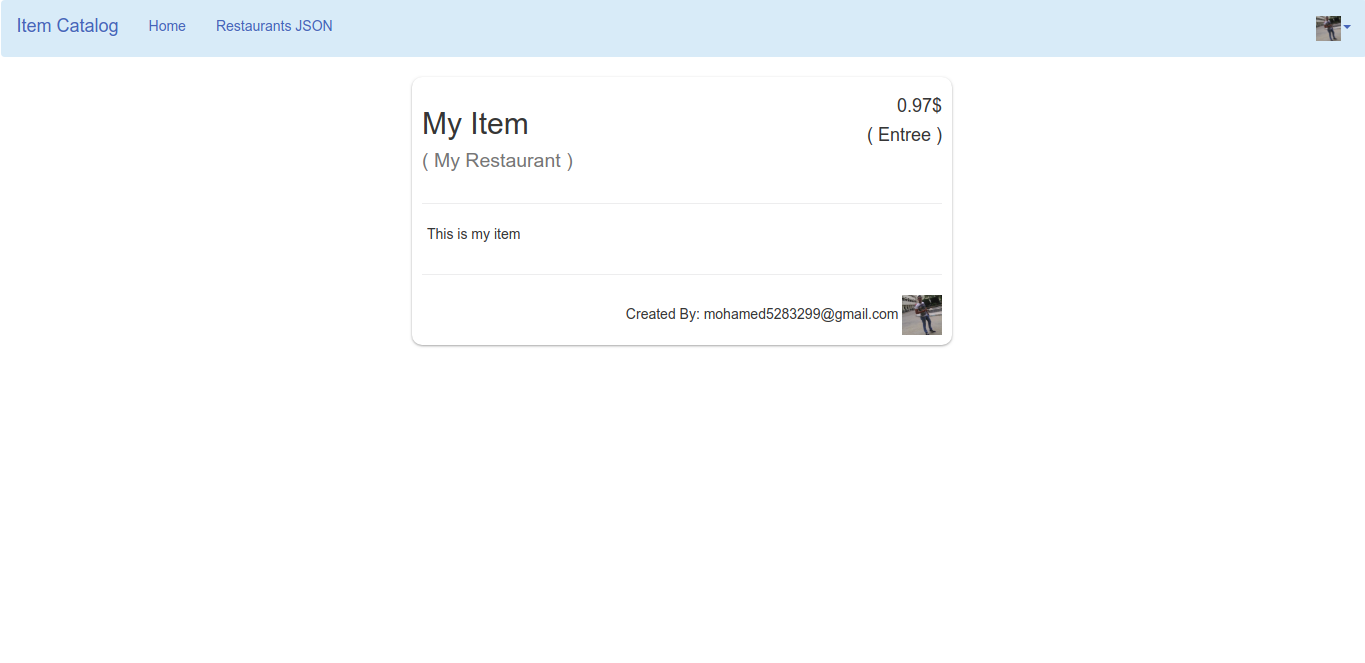 Item Catalog Home Restaurants JSON
My Item
( My Restaurant )
0.97$
( Entree )
This is my item
Created By: mohamed5283299@gmail.com